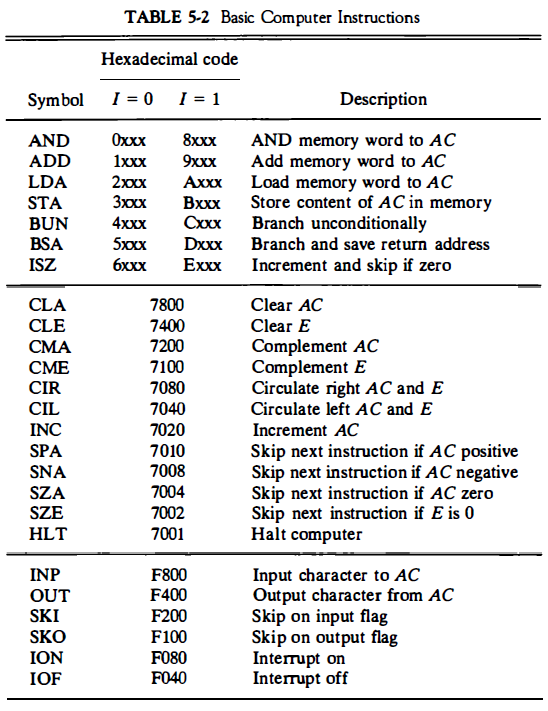 TABLE 5-2 Basic Computer Instructions
Hexadecimal code
Symbol I = 0 I = 1 Description
AND 0xxx 8xxx AND memory word to AC
ADD 1xxx 9xxx Add memory word to AC
LDA 2xxx Axxx Load memory word to AC
STA 3xxx Bxxx Store content of AC in memory
BUN 4xxx Cxxx Branch unconditionally
BSA 5xxx Dxxx Branch and save return address
ISZ 6xxx Exxx Increment and skip if zero
CLA 7800 Clear AC
CLE 7400 Clear E
CMA 7200 Complement AC
CME 7100 Complement E
CIR 7080 Circulate right AC and E
CIL 7040 Circulate left AC and E
INC 7020 Increment AC
SPA 7010 Skip next instruction if AC positive
SNA 7008 Skip next instruction if AC negative
SZA 7004 Skip next instruction if AC zero
SZE 7002 Skip next instruction if E is 0
HLT 7001 Halt computer
INP F800 Input character to AC
OUT F400 Output character from AC
SKI F200 Skip on input flag
SKO F100 Skip on output flag
ION F080 Interrupt on
IOF F040 Interrupt off